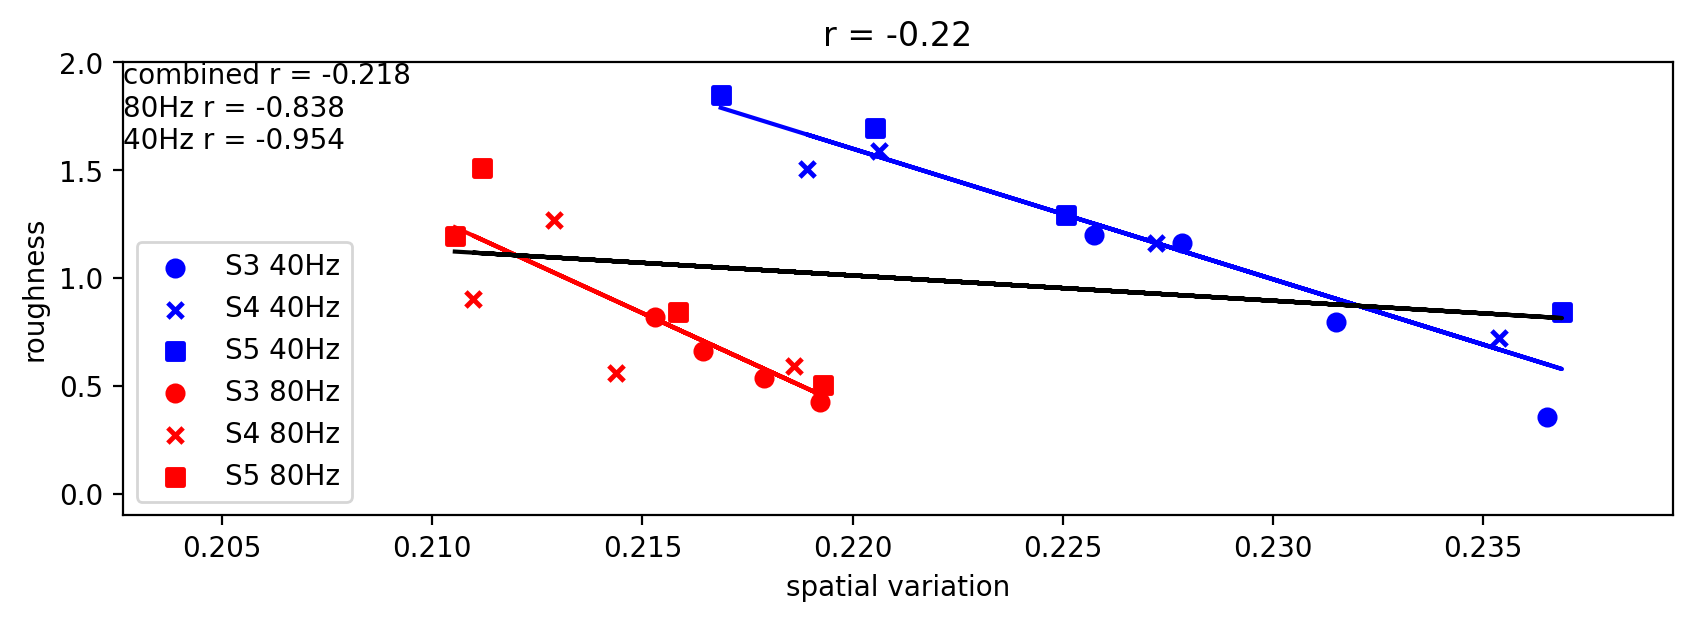 r = -0.22
combined r = -0.218
80Hz r = -0.838
40Hz r = -0.954
2.0
1.5
1.0
0.5
0.0
roughness
S3 40Hz
S4 40Hz
S5 40Hz
S3 80Hz
S4 80Hz
S5 80Hz
0.205 0.210 0.215 0.220 0.225 0.230 0.235
spatial variation